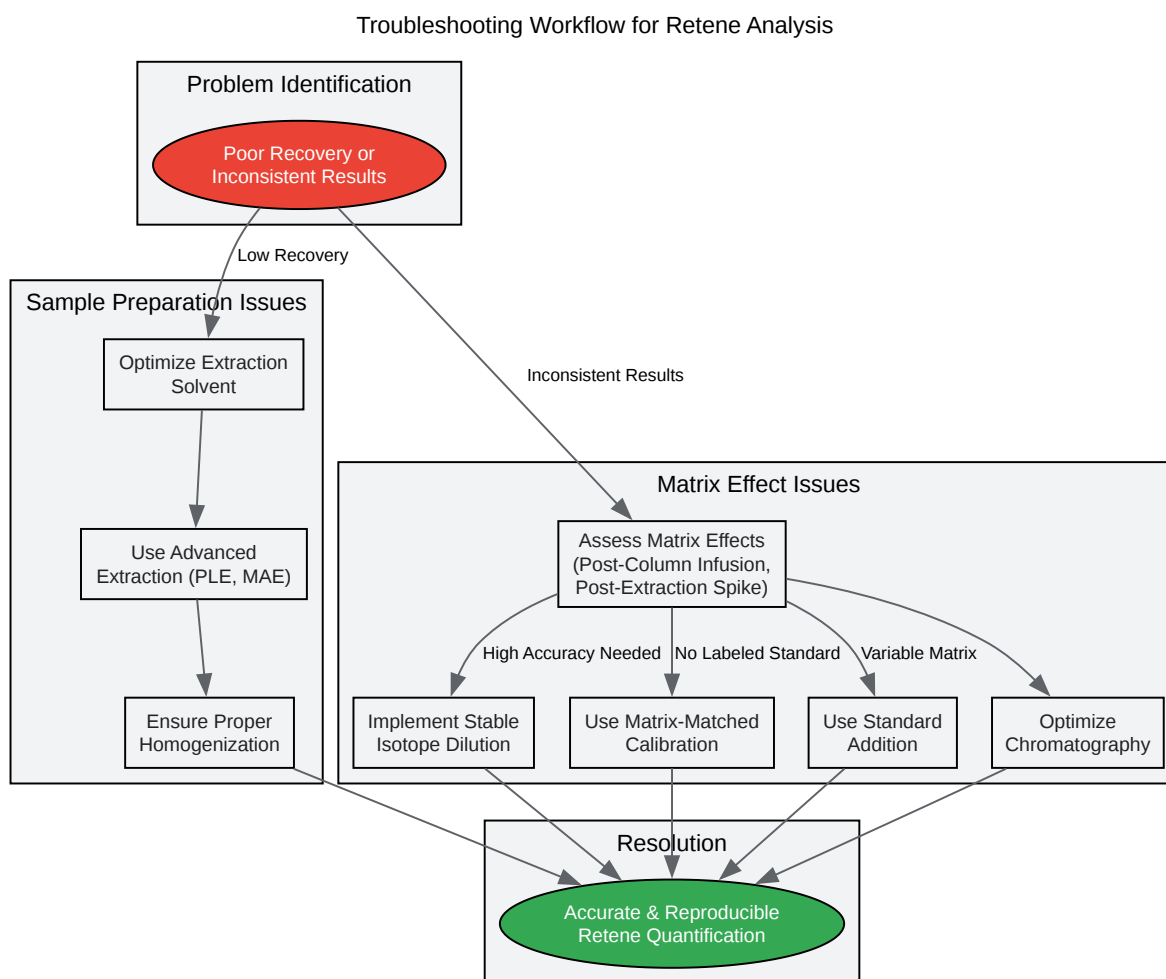 Troubleshooting Workflow for Retene Analysis
Problem Identification
Poor Recovery or
Inconsistent Results
Low Recovery
Sample Preparation Issues
Optimize Extraction
Solvent
Inconsistent Results
Matrix Effect Issues
Use Advanced
Extraction (PLE, MAE)
Assess Matrix Effects
(Post-Column Infusion,
Post-Extraction Spike)
High Accuracy Needed
No Labeled Standard
Variable Matrix
Ensure Proper
Homogenization
Implement Stable
Isotope Dilution
Use Matrix-Matched
Calibration
Use Standard
Addition
Optimize
Chromatography
Resolution
Accurate & Reproducible
Retene Quantification